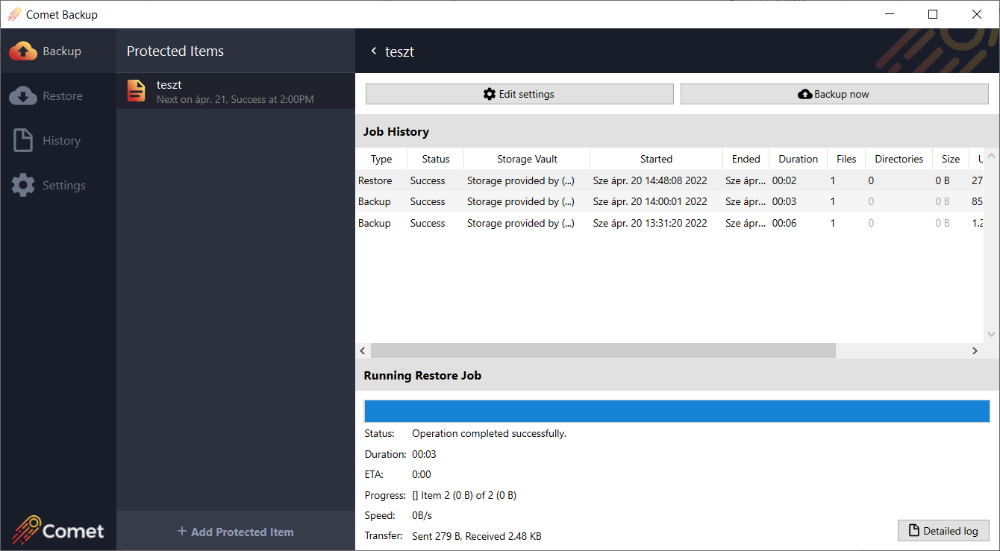 Comet Backup
Backup
Restore
History
Settings
Comet
Protected Items
teszt
Next on ápr. 21, Success at 2:00PM
+ Add Protected Item
teszt
Edit settings
Backup now
Job History
Type Status Storage Vault Started Ended Duration Files Directories Size
Restore Success Storage provided by (...) Sze ápr. 20 14:48:08 2022 Sze ápr... 00:02 1 0 0 B 27
Backup Success Storage provided by (...) Sze ápr. 20 14:00:01 2022 Sze ápr... 00:03 1 0 0 B 85
Backup Success Storage provided by (...) Sze ápr. 20 13:31:20 2022 Sze ápr... 00:06 1 0 0 B 1.2
Running Restore Job
Status: Operation completed successfully.
Duration: 00:03
ETA: 0:00
Progress: [] Item 2 (0 B) of 2 (0 B)
Speed: 0B/s
Transfer: Sent 279 B, Received 2.48 KB
Detailed log